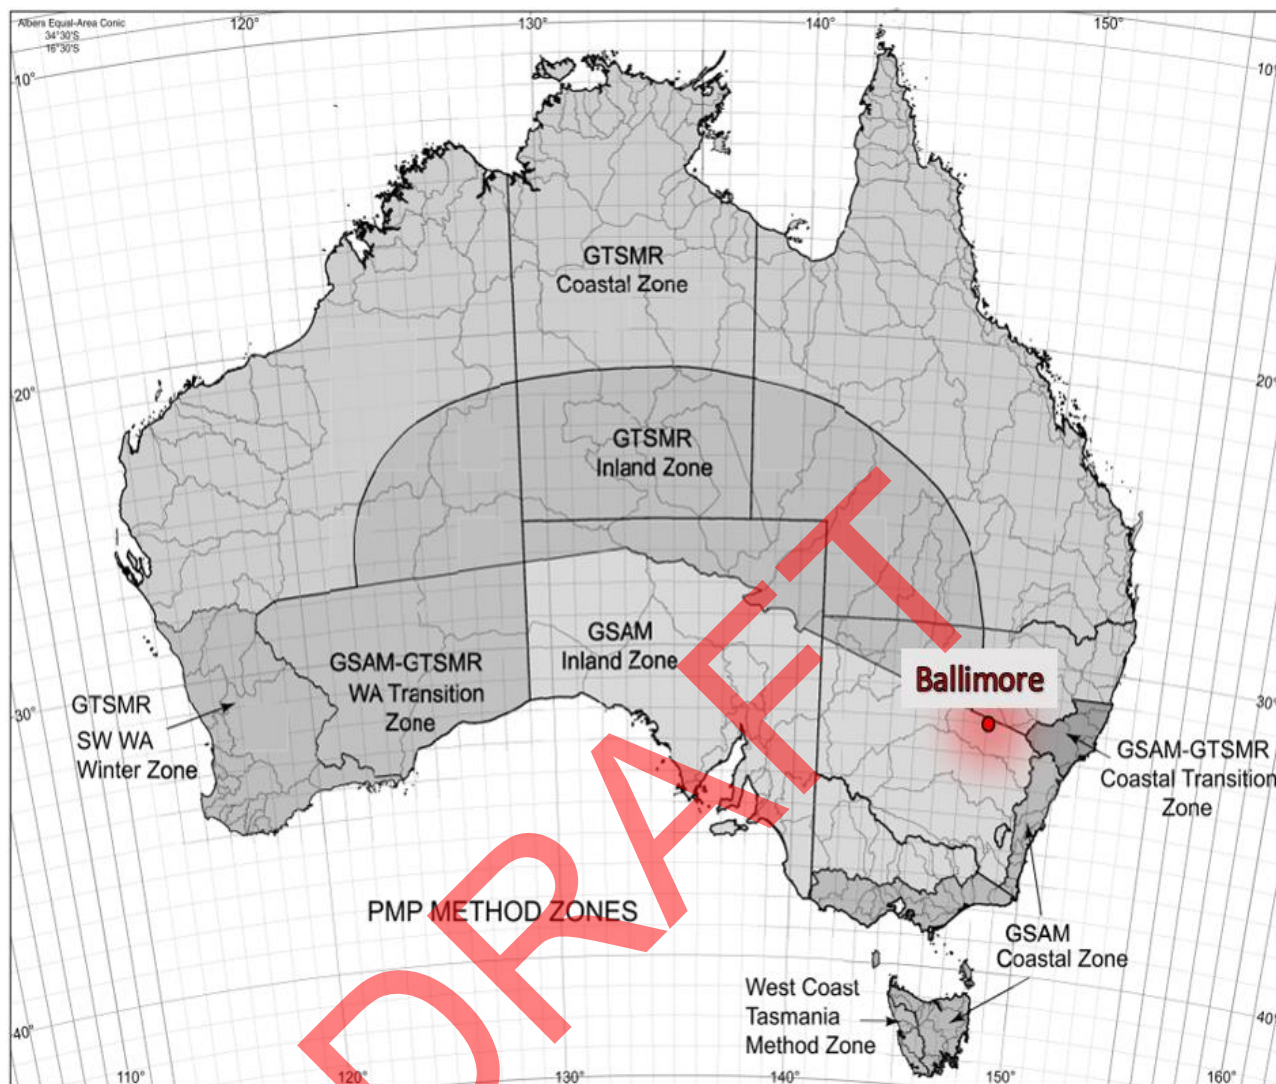 Albers Equal-Area Conic
34°30'S
16°30'S
120°
130°
140°
150°
10°
10°
GTSMR
Coastal Zone
20°
20°
GTSMR
Inland Zone
GSAM
Inland Zone
GSAM-GTSMR
WA Transition
Zone
Ballimore
30°
30°
GTSMR
SW WA
Winter Zone
GSAM-GTSMR
Coastal Transition
Zone
DRAFT
PMP METHOD ZONES
GSAM
Coastal Zone
West Coast
Tasmania
Method Zone
40°
40°
110°
120°
130°
140°
150°
160°